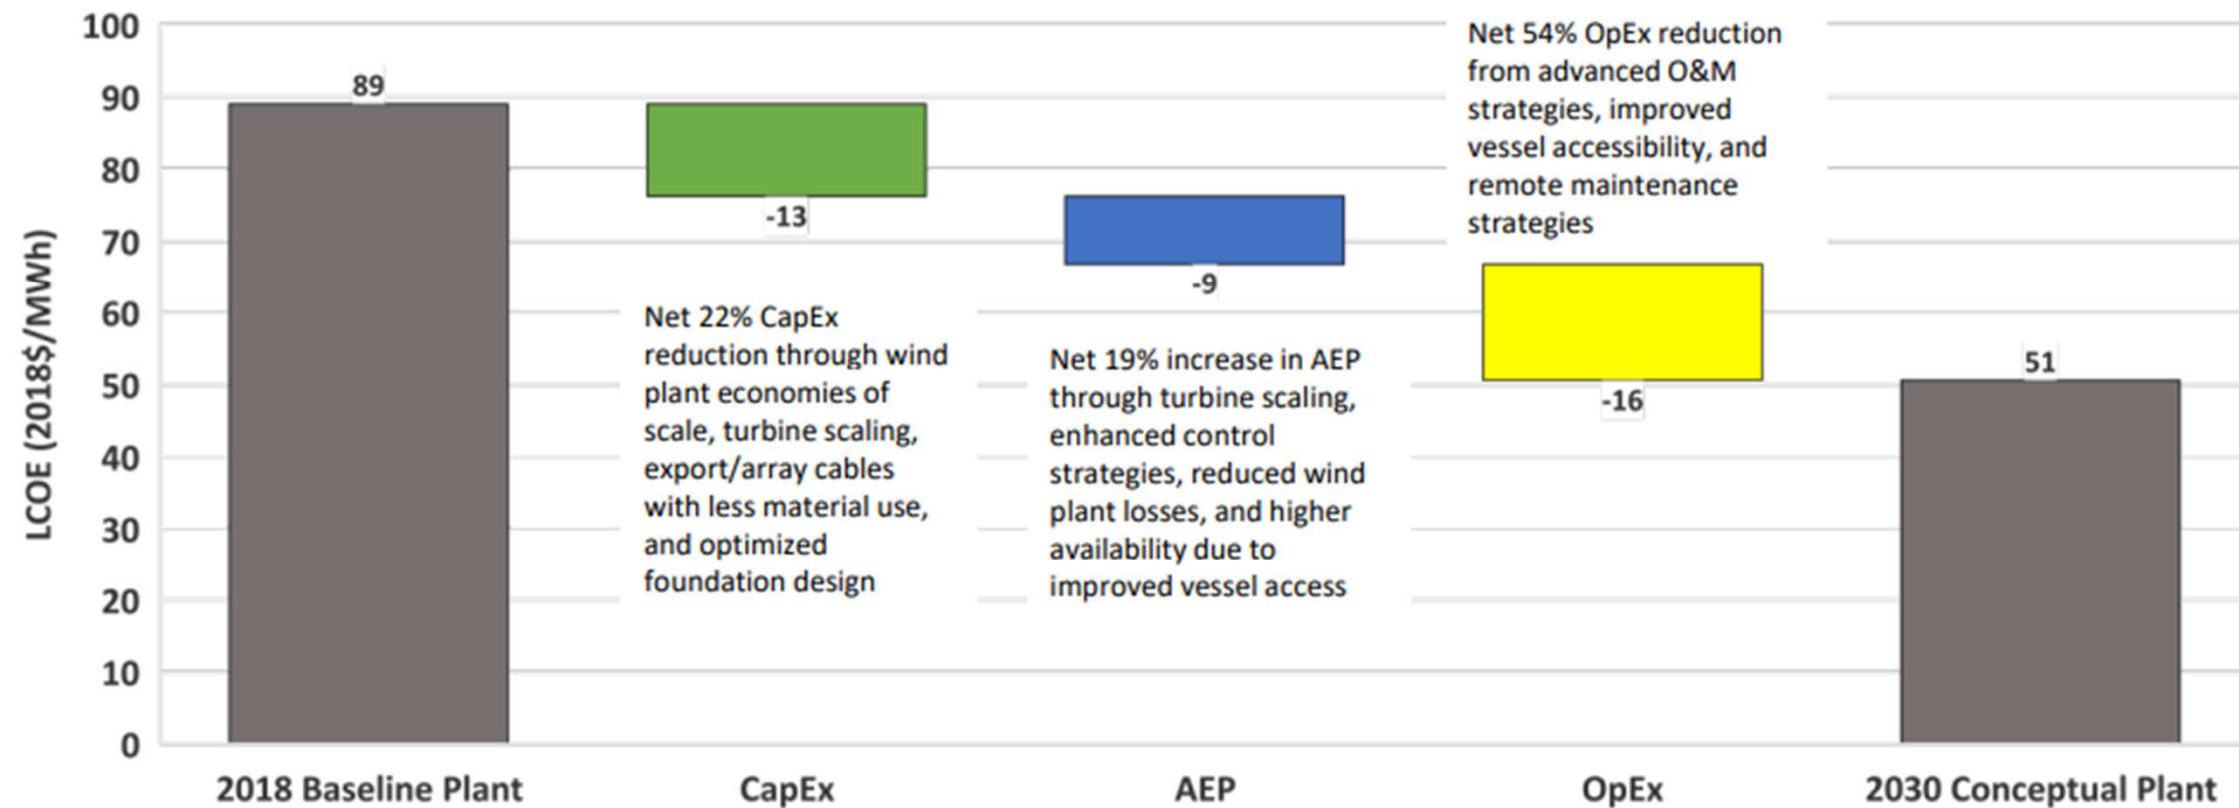 LCOE (2018$/MWh)
100
90
80
70
60
50
40
30
20
10
0
89
-13
Net 22% CapEx
reduction through wind
plant economies of
scale, turbine scaling,
export/array cables
with less material use,
and optimized
foundation design
-9
Net 19% increase in AEP
through turbine scaling,
enhanced control
strategies, reduced wind
plant losses, and higher
availability due to
improved vessel access
Net 54% OpEx reduction
from advanced O&M
strategies, improved
vessel accessibility, and
remote maintenance
strategies
-16
51
2018 Baseline Plant
CapEx
AEP
OpEx
2030 Conceptual Plant